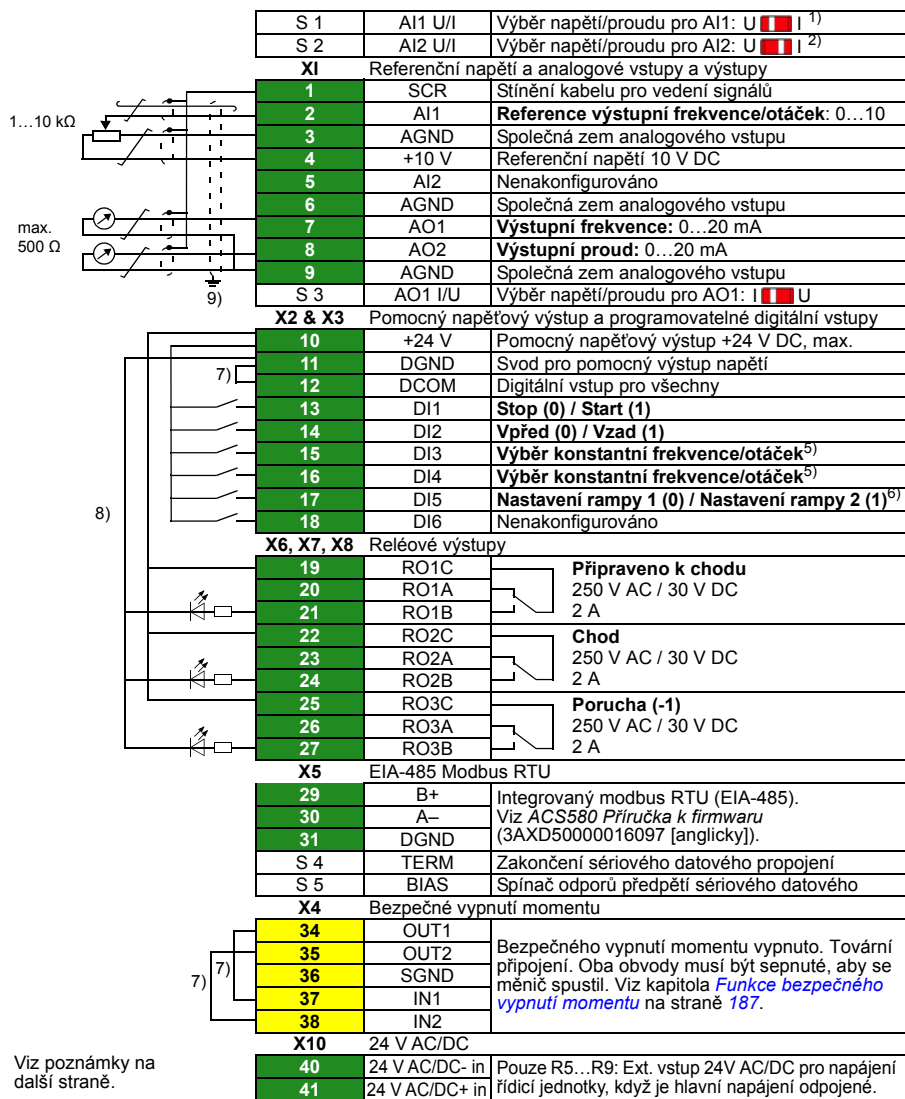 S 1 AI1 U/I Výběr napětí/proudu pro AI1: U I 1)
S 2 AI2 U/I Výběr napětí/proudu pro AI2: U I 2)
XI Referenční napětí a analogové vstupy a výstupy
1 SCR Stínění kabelu pro vedení signálů
1…10 kΩ 2 AI1 Reference výstupní frekvence/otáček: 0…10
3 AGND Společná zem analogového vstupu
4 +10 V Referenční napětí 10 V DC
5 AI2 Nenakonfigurováno
6 AGND Společná zem analogového vstupu
max. 7 AO1 Výstupní frekvence: 0…20 mA
500 Ω 8 AO2 Výstupní proud: 0…20 mA
9 AGND Společná zem analogového vstupu
9) S 3 AO1 I/U Výběr napětí/proudu pro AO1: I U
X2 & X3 Pomocný napěťový výstup a programovatelné digitální vstupy
10 +24 V Pomocný napěťový výstup +24 V DC, max.
7) 11 DGND Svod pro pomocný výstup napětí
12 DCOM Digitální vstup pro všechny
13 DI1 Stop (0) / Start (1)
14 DI2 Vpřed (0) / Vzad (1)
15 DI3 Výběr konstantní frekvence/otáček5)
16 DI4 Výběr konstantní frekvence/otáček5)
8) 17 DI5 Nastavení rampy 1 (0) / Nastavení rampy 2 (1)6)
18 DI6 Nenakonfigurováno
X6, X7, X8 Reléové výstupy
19 RO1C Připraveno k chodu
20 RO1A 250 V AC / 30 V DC
21 RO1B 2 A
22 RO2C Chod
23 RO2A 250 V AC / 30 V DC
24 RO2B 2 A
25 RO3C Porucha (-1)
26 RO3A 250 V AC / 30 V DC
27 RO3B 2 A
X5 EIA-485 Modbus RTU
29 B+ Integrovaný modbus RTU (EIA-485).
30 A– Viz ACS580 Příručka k firmwaru
31 DGND (3AXD50000016097 [anglicky]).
S 4 TERM Zakončení sériového datového propojení
S 5 BIAS Spínač odporů předpětí sériového datového
X4 Bezpečné vypnutí momentu
34 OUT1
35 OUT2 Bezpečného vypnutí momentu vypnuto. Tovární
7) 7) 36 SGND připojení. Oba obvody musí být sepnuté, aby se
37 IN1 měnič spustil. Viz kapitola Funkce bezpečného
38 IN2 vypnutí momentu na straně 187.
X10 24 V AC/DC
Viz poznámky na 40 24 V AC/DC- in Pouze R5…R9: Ext. vstup 24V AC/DC pro napájení
další straně. 41 24 V AC/DC+ in řídicí jednotky, když je hlavní napájení odpojené.